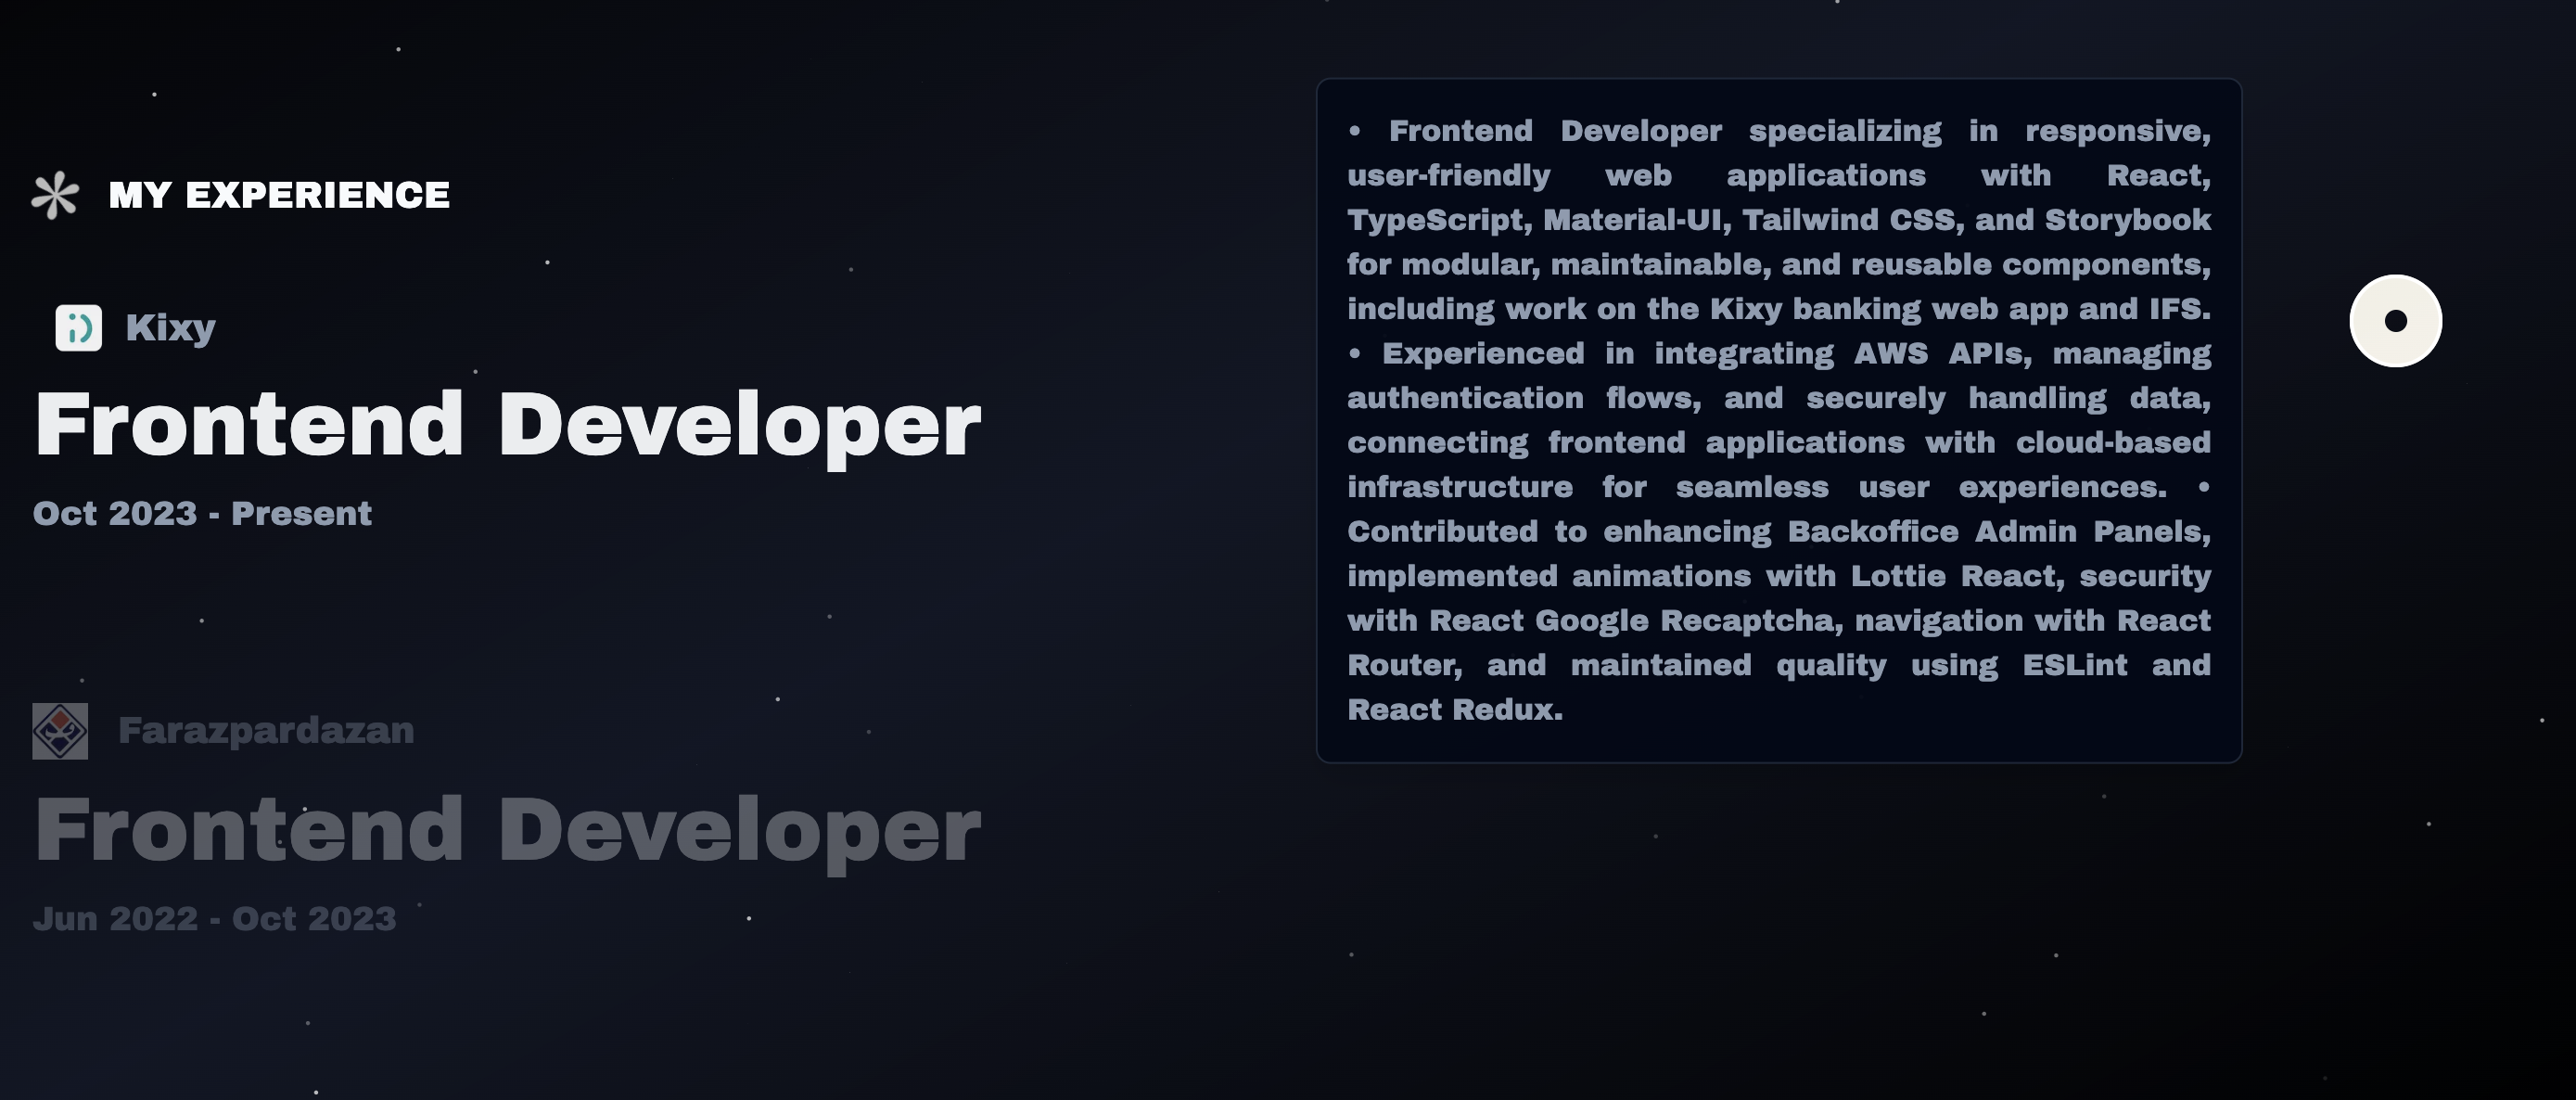 MY EXPERIENCE
Kixy
Frontend Developer
Oct 2023 - Present
Farazpardazan
Frontend Developer
Jun 2022 - Oct 2023
• Frontend Developer specializing in responsive,
user-friendly web applications with React,
TypeScript, Material-UI, Tailwind CSS, and Storybook
for modular, maintainable, and reusable components,
including work on the Kixy banking web app and IFS.
• Experienced in integrating AWS APIs, managing
authentication flows, and securely handling data,
connecting frontend applications with cloud-based
infrastructure for seamless user experiences. •
Contributed to enhancing Backoffice Admin Panels,
implemented animations with Lottie React, security
with React Google Recaptcha, navigation with React
Router, and maintained quality using ESLint and
React Redux.